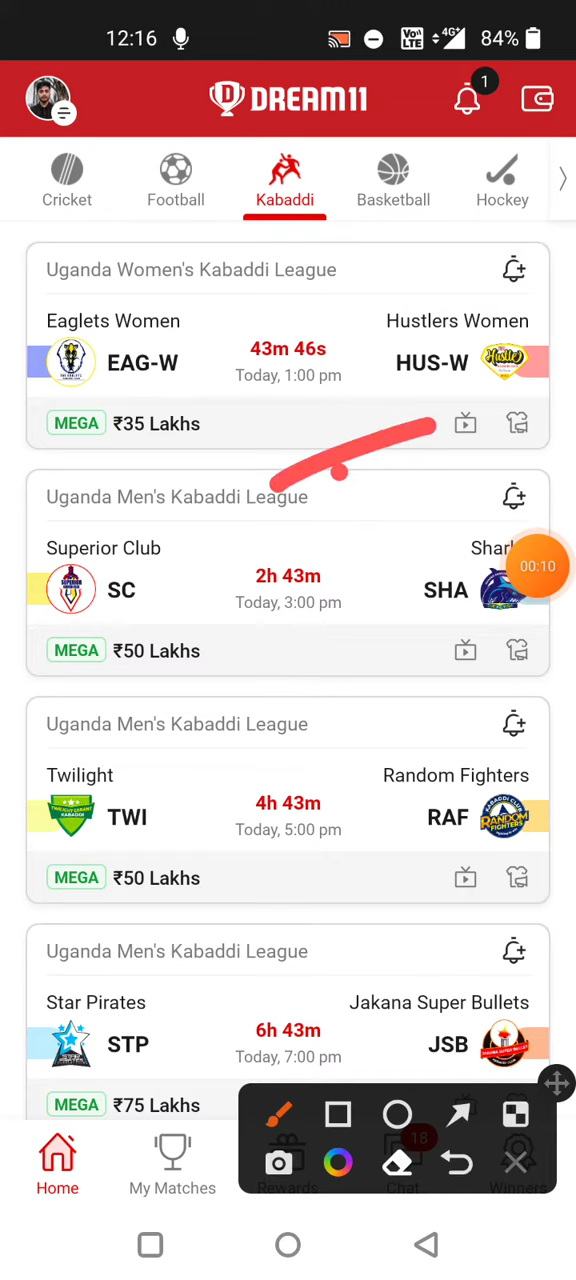 12:16 VoLTE 4G+ 84%
DREAM11 1
Cricket Football Kabaddi Basketball Hockey
Uganda Women's Kabaddi League
Eaglets Women Hustlers Women
EAG-W 43m 46s HUS-W
Today, 1:00 pm
MEGA ₹35 Lakhs
Uganda Men's Kabaddi League
Superior Club
SC 2h 43m SHA
Today, 3:00 pm
00:10
MEGA ₹50 Lakhs
Uganda Men's Kabaddi League
Twilight Random Fighters
TWI 4h 43m RAF
Today, 5:00 pm
MEGA ₹50 Lakhs
Uganda Men's Kabaddi League
Star Pirates Jakana Super Bullets
STP 6h 43m JSB
Today, 7:00 pm
MEGA ₹75 Lakhs
18
Home My Matches Rewards Chat Winners